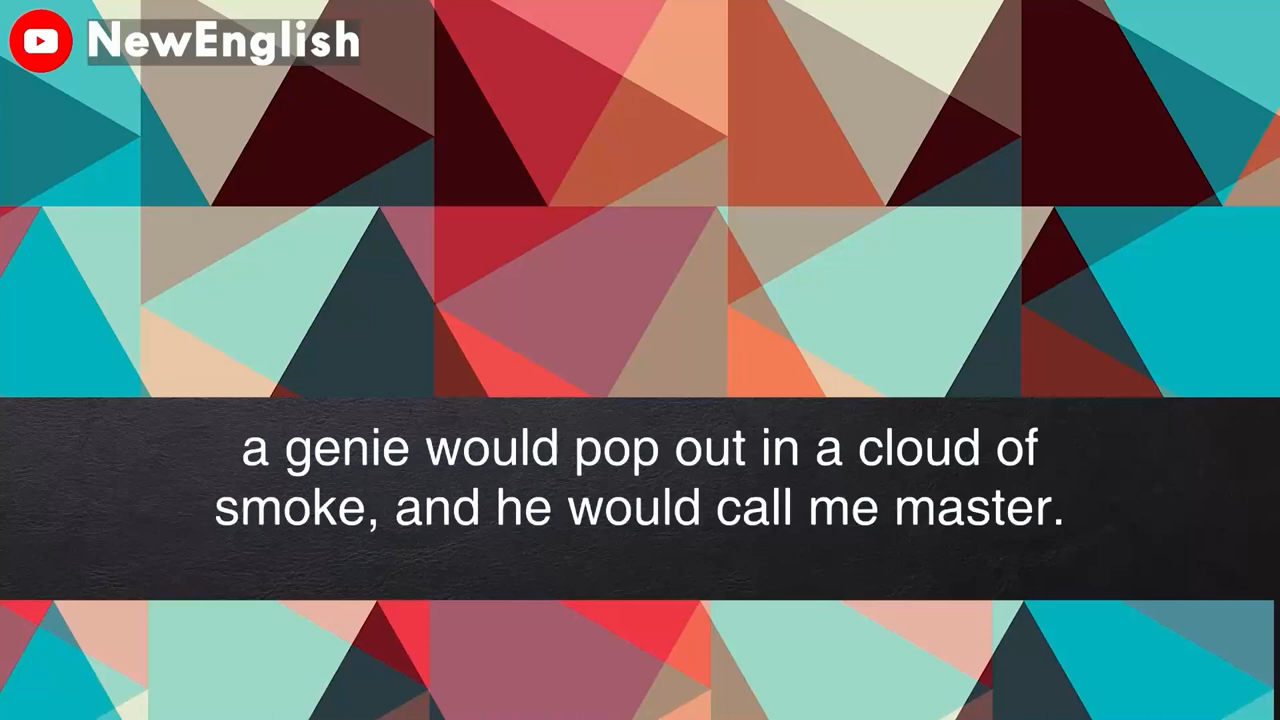 NewEnglish
a genie would pop out in a cloud of
smoke, and he would call me master.